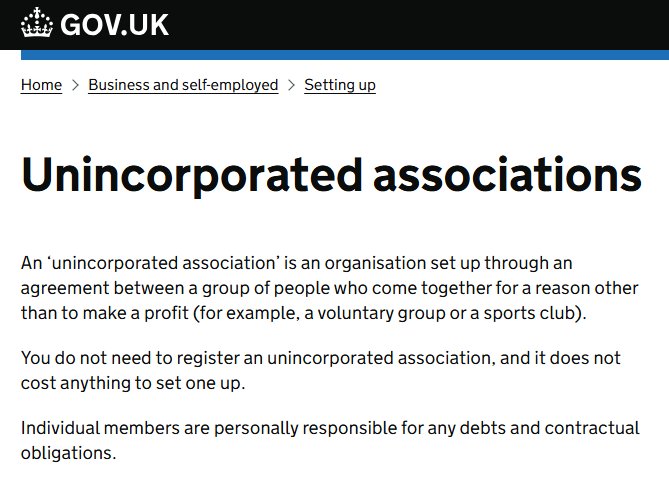 GOV.UK
Home > Business and self-employed > Setting up
Unincorporated associations
An ‘unincorporated association’ is an organisation set up through an
agreement between a group of people who come together for a reason other
than to make a profit (for example, a voluntary group or a sports club).
You do not need to register an unincorporated association, and it does not
cost anything to set one up.
Individual members are personally responsible for any debts and contractual
obligations.